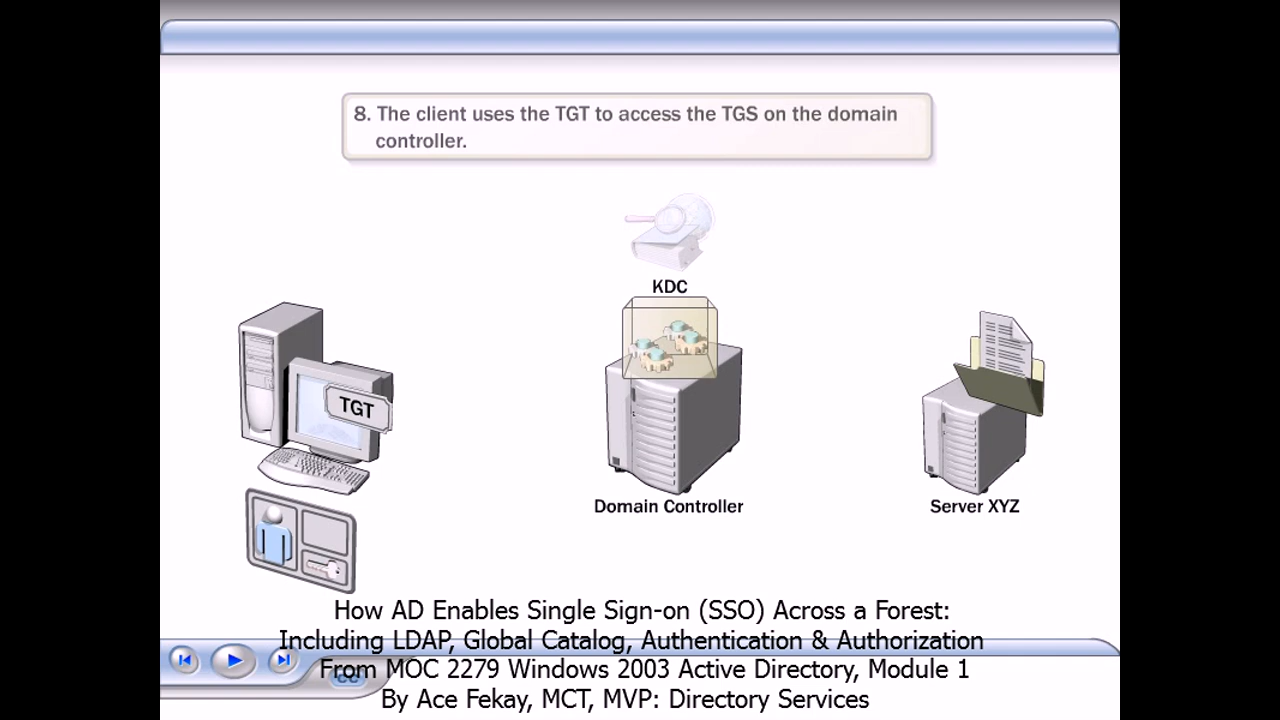 8. The client uses the TGT to access the TGS on the domain
controller.
KDC
TGT
Domain Controller
Server XYZ
How AD Enables Single Sign-on (SSO) Across a Forest:
Including LDAP, Global Catalog, Authentication & Authorization
From MOC 2279 Windows 2003 Active Directory, Module 1
CC
By Ace Fekay, MCT, MVP: Directory Services